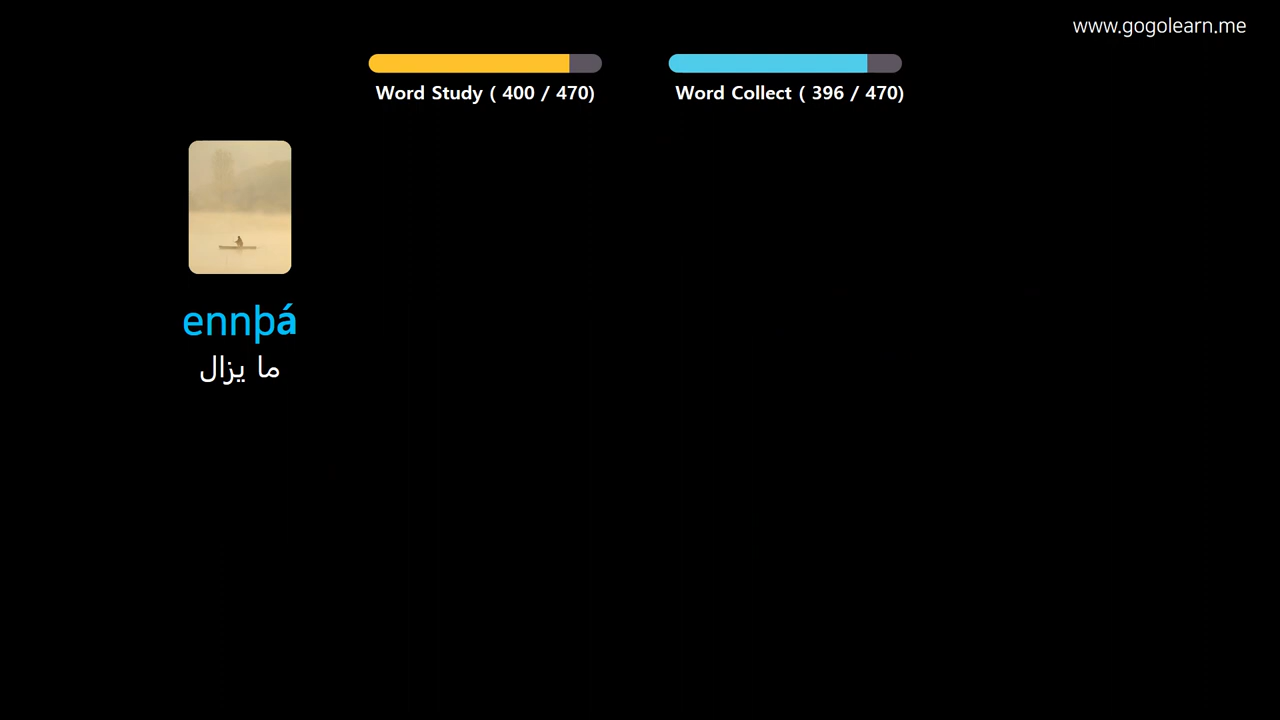 www.gogolearn.me
Word Study ( 400 / 470)
Word Collect ( 396 / 470)
ennþá
ما يزال